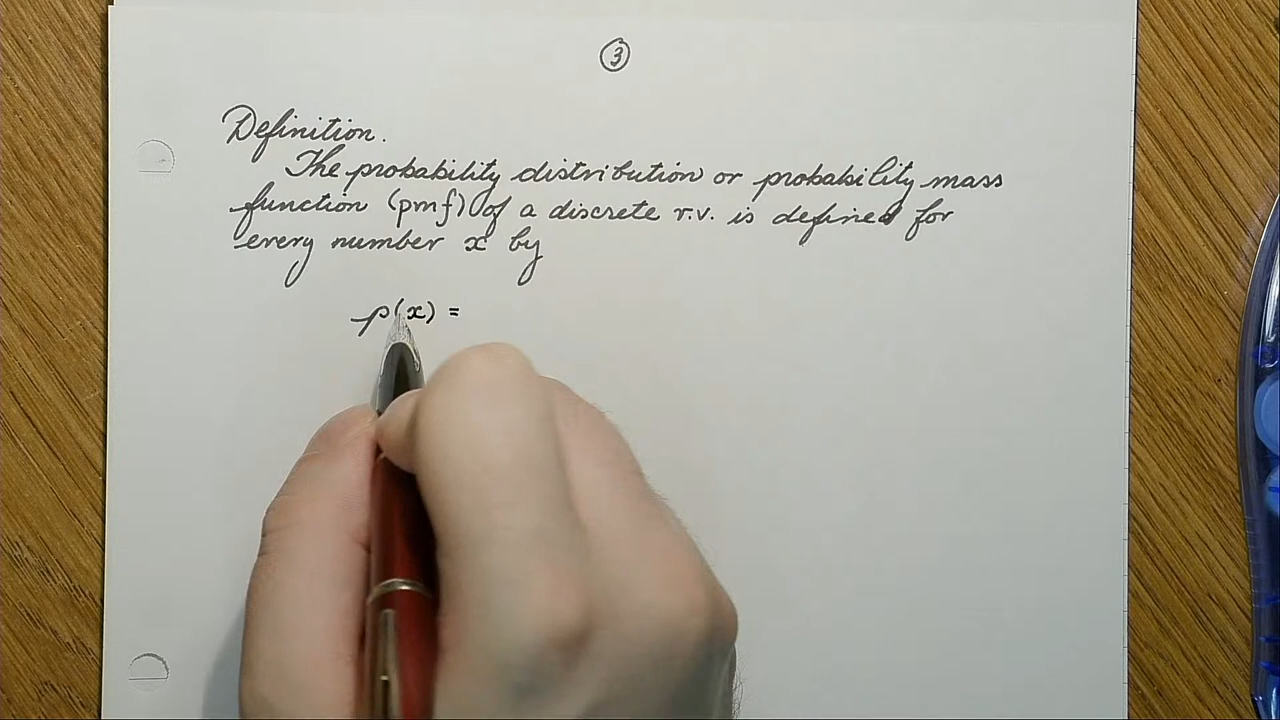 3
Definition.
The probability distribution or probability mass
function (pmf) of a discrete r.v. is defined for
every number x by
p(x) =